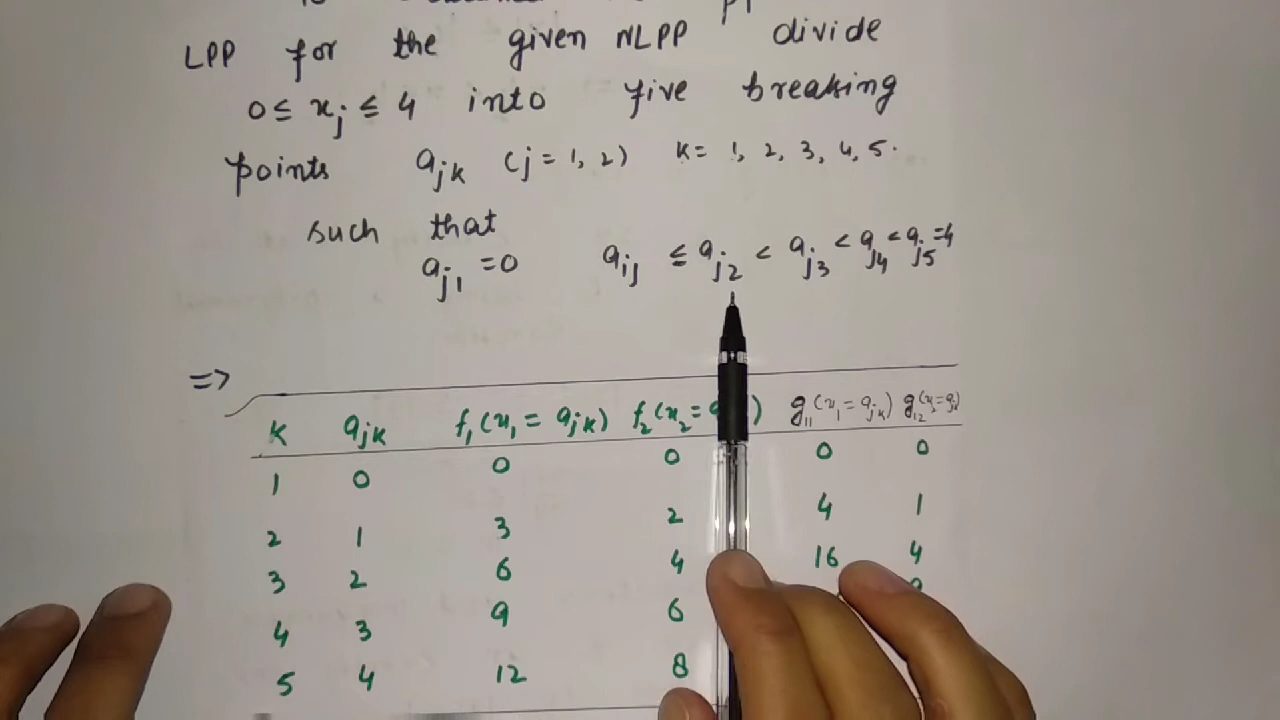 LPP for the given NLPP divide
0 ≤ xj ≤ 4 into five breaking
points ajk (j = 1, 2) K = 1, 2, 3, 4, 5.
such that
aj1 = 0 aij ≤ aj2 < aj3 < aj4 < aj5 = 4
=>
K ajk f1(x1 = ajk) f2(x2 = g11(x1 = ajk) g12
1 0 0 0 0 0
2 1 3 2 4 1
3 2 6 4 16 4
4 3 9 6
5 4 12 8